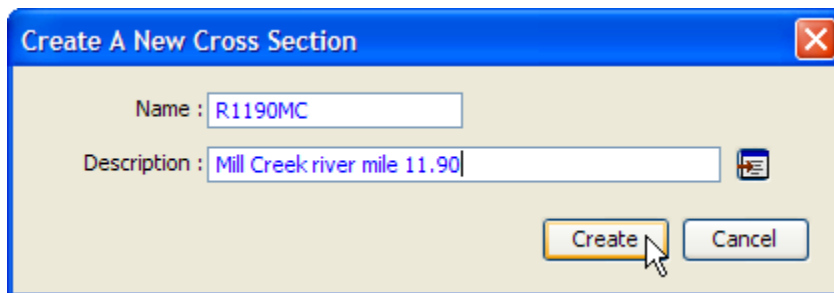 Create A New Cross Section
Name : R1190MC
Description : Mill Creek river mile 11.90
Create Cancel